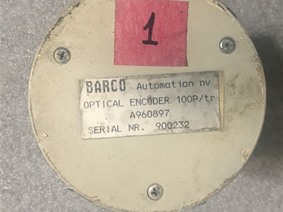 1
BARCO Automation nv
OPTICAL ENCODER 100P/tr
A960897
SERIAL NR. 900232